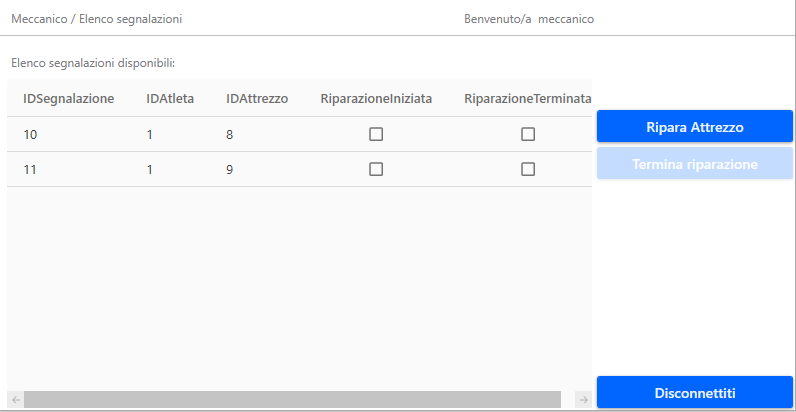 Meccanico / Elenco segnalazioni
Benvenuto/a meccanico
Elenco segnalazioni disponibili:
IDSegnalazione IDAtleta IDAttrezzo RiparazioneIniziata RiparazioneTerminata
10 1 8
11 1 9
Ripara Attrezzo
Termina riparazione
Disconnettiti